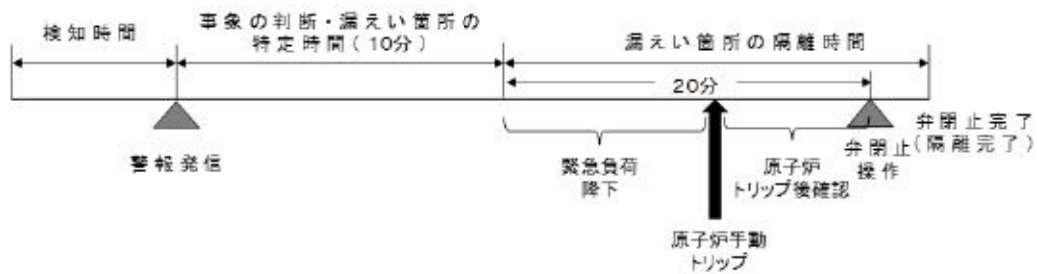 検知時間
事象の判断・漏えい箇所の
特定時間(10分)
漏えい箇所の隔離時間
20分
警報発信
緊急負荷
降下
原子炉
トリップ後確認
弁閉止
操作
弁閉止完了
(隔離完了)
原子炉手動
トリップ